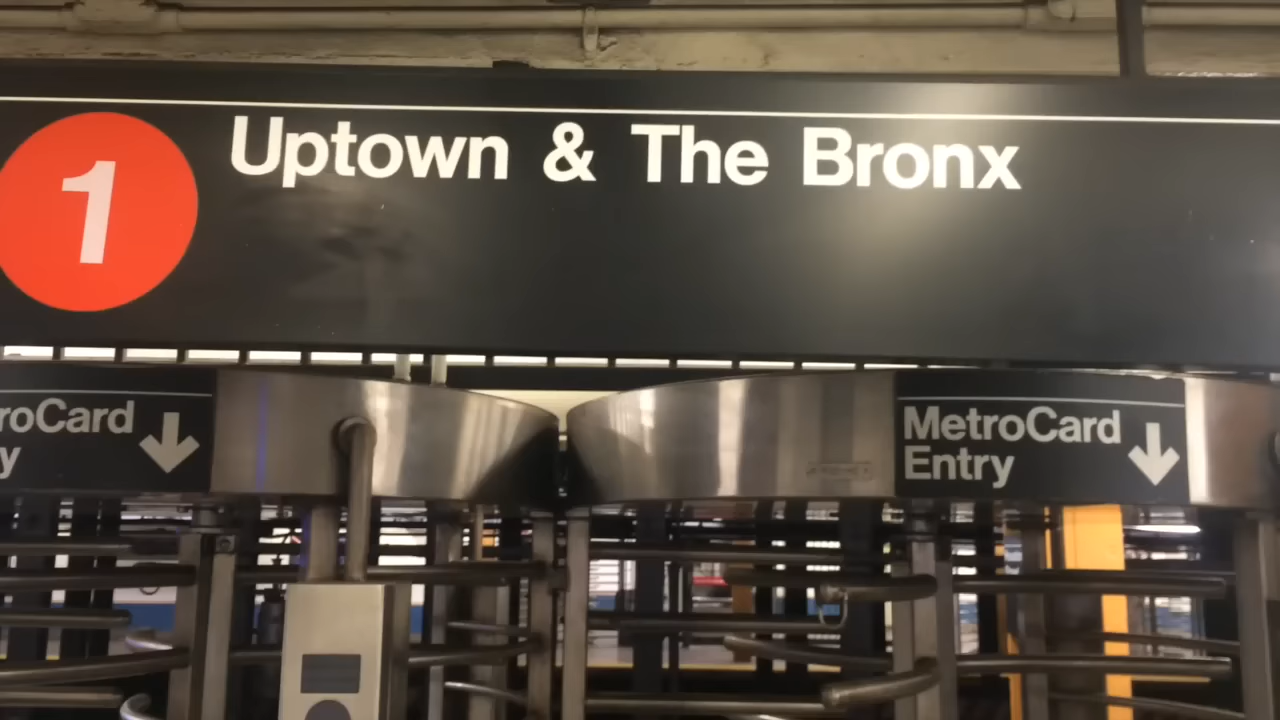 1
Uptown & The Bronx
roCard
y
MetroCard
Entry